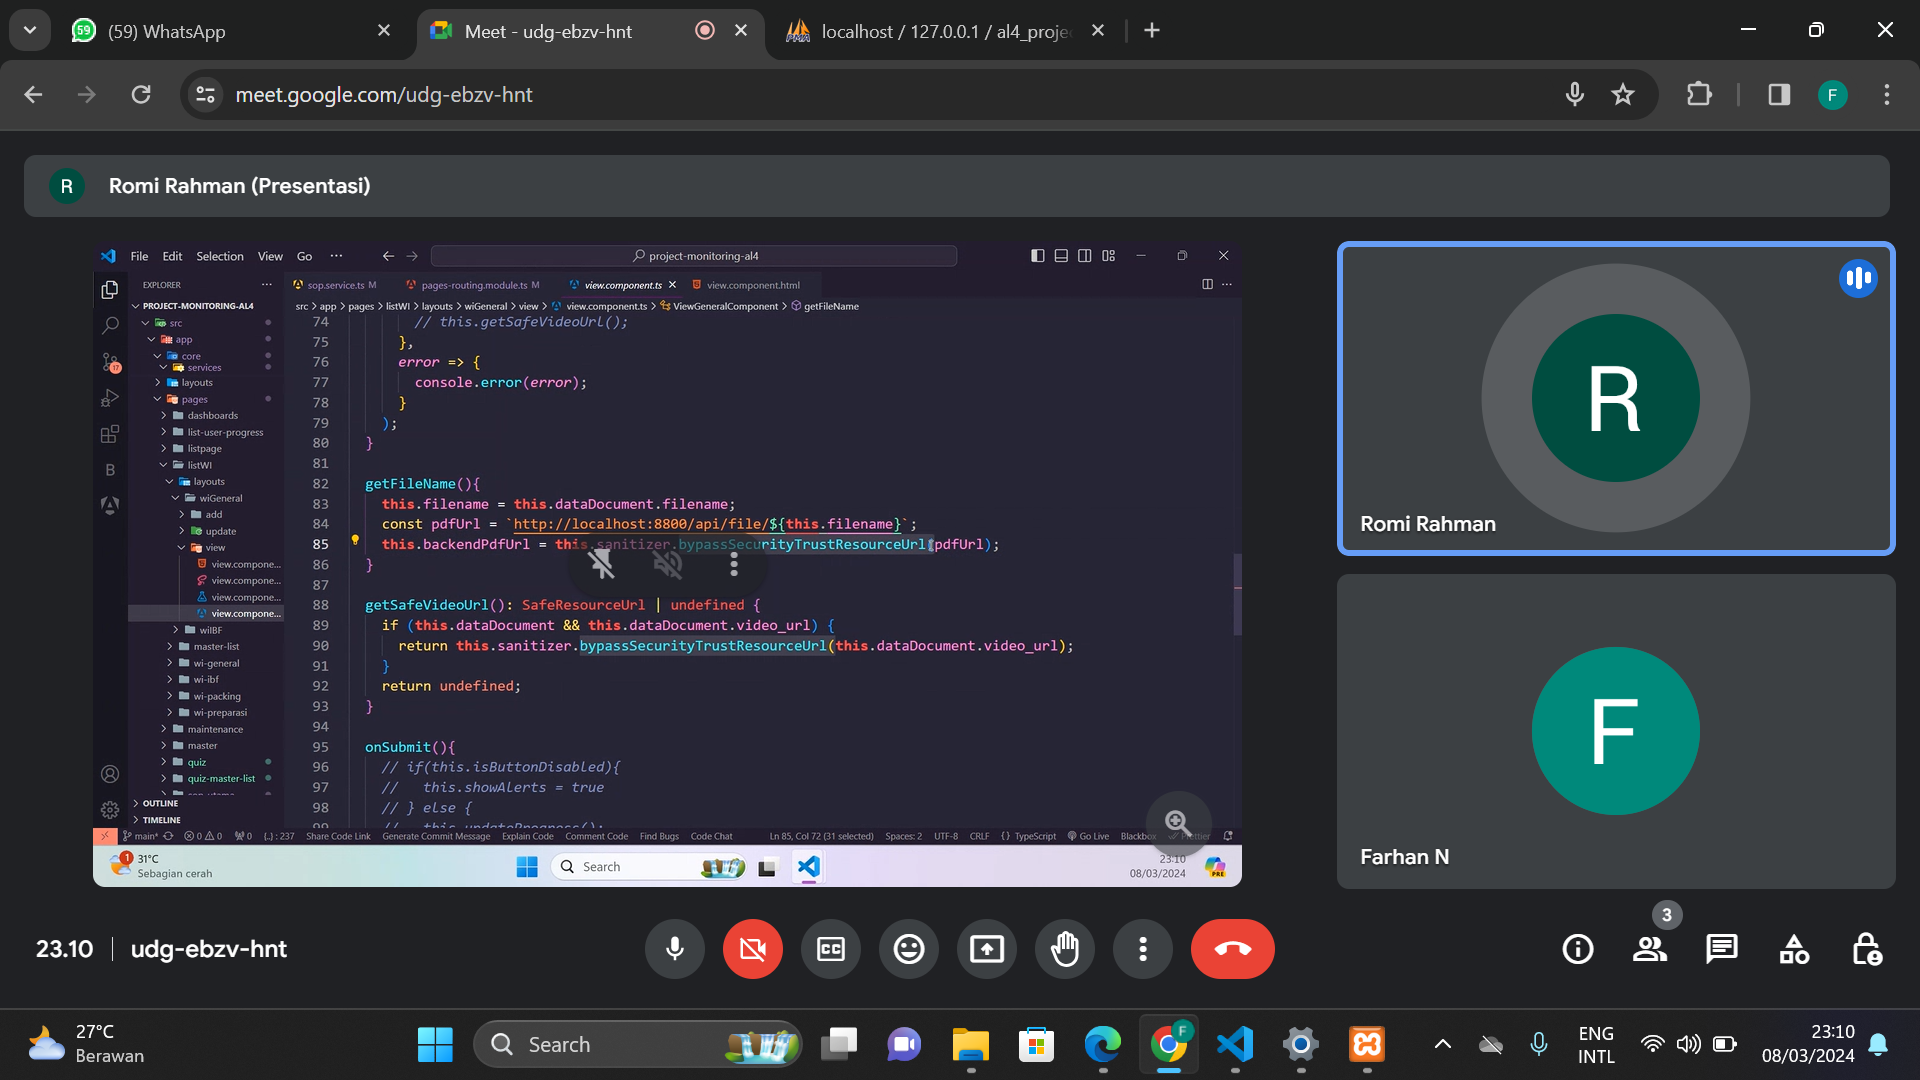 (59) WhatsApp
Meet - udg-ebzv-hnt
localhost / 127.0.0.1 / al4_proje
meet.google.com/udg-ebzv-hnt
F
R
Romi Rahman (Presentasi)
File Edit Selection View Go ···
project-monitoring-al4
EXPLORER
sop.service.ts M
pages-routing.module.ts M
view.component.ts
view.component.html
PROJECT-MONITORING-AL4
src > app > pages > listWI > layouts > wiGeneral > view > view.component.ts > ViewGeneralComponent > getFileName
src
app
core
services
layouts
pages
dashboards
list-user-progress
listpage
listWI
layouts
wiGeneral
add
update
view
view.compone...
view.compone...
view.compone...
view.compone...
wiIBF
master-list
wi-general
wi-ibf
wi-packing
wi-preparasi
maintenance
master
quiz
quiz-master-list
OUTLINE
TIMELINE
74 // this.getSafeVideoUrl();
75 },
76 error => {
77 console.error(error);
78 }
79 );
80 }
81
82 getFileName(){
83 this.filename = this.dataDocument.filename;
84 const pdfUrl = `http://localhost:8800/api/file/${this.filename}`;
85 this.backendPdfUrl = this.sanitizer.bypassSecurityTrustResourceUrl(pdfUrl);
86 }
87
88 getSafeVideoUrl(): SafeResourceUrl | undefined {
89 if (this.dataDocument && this.dataDocument.video_url) {
90 return this.sanitizer.bypassSecurityTrustResourceUrl(this.dataDocument.video_url);
91 }
92 return undefined;
93 }
94
95 onSubmit(){
96 // if(this.isButtonDisabled){
97 // this.showAlerts = true
98 // } else {
main* 0 0 0 {..} : 237 Share Code Link Generate Commit Message Explain Code Comment Code Find Bugs Code Chat Ln 85, Col 72 (31 selected) Spaces: 2 UTF-8 CRLF {} TypeScript Go Live Blackbox
31°C
Sebagian cerah
Search
23:10
08/03/2024
PRE
R
Romi Rahman
F
Farhan N
23.10 | udg-ebzv-hnt
CC
3
27°C
Berawan
Search
ENG
INTL
23:10
08/03/2024